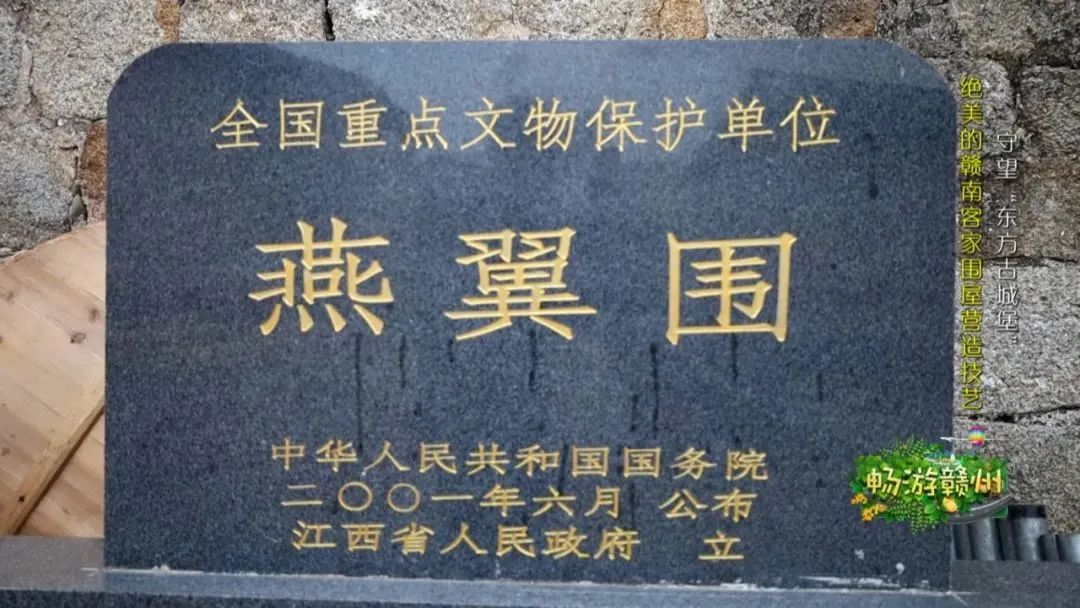 全国重点文物保护单位
燕翼围
中华人民共和国国务院
二〇〇一年六月 公布
江西省人民政府 立
守望“东方古城堡”
绝美的赣南客家围屋营造技艺
畅游赣州